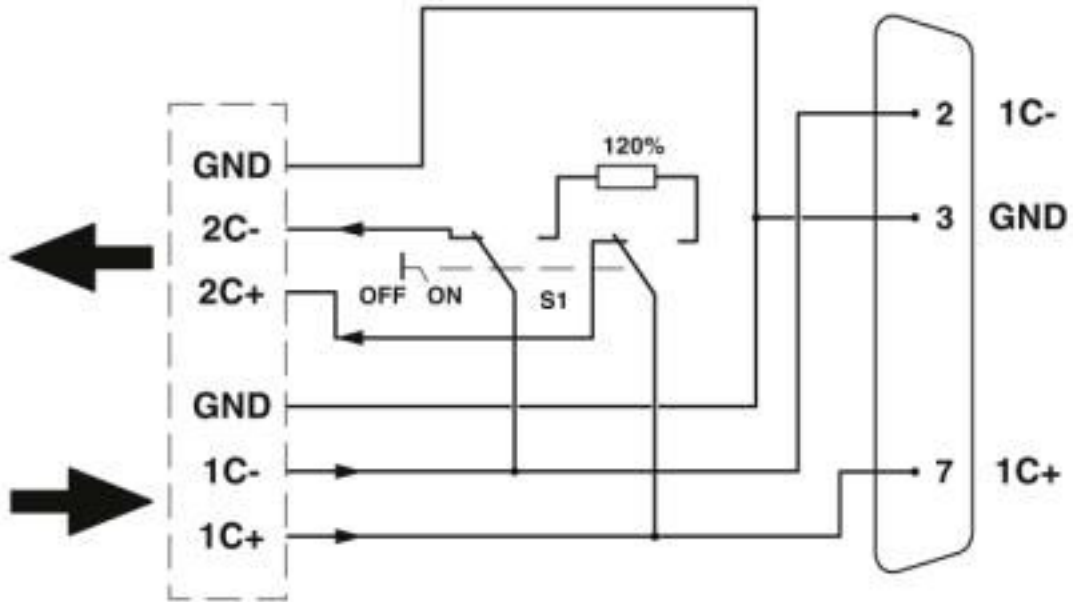 GND
2C-
2C+
GND
1C-
1C+
120%
OFF ON
S1
2 1C-
3 GND
7 1C+